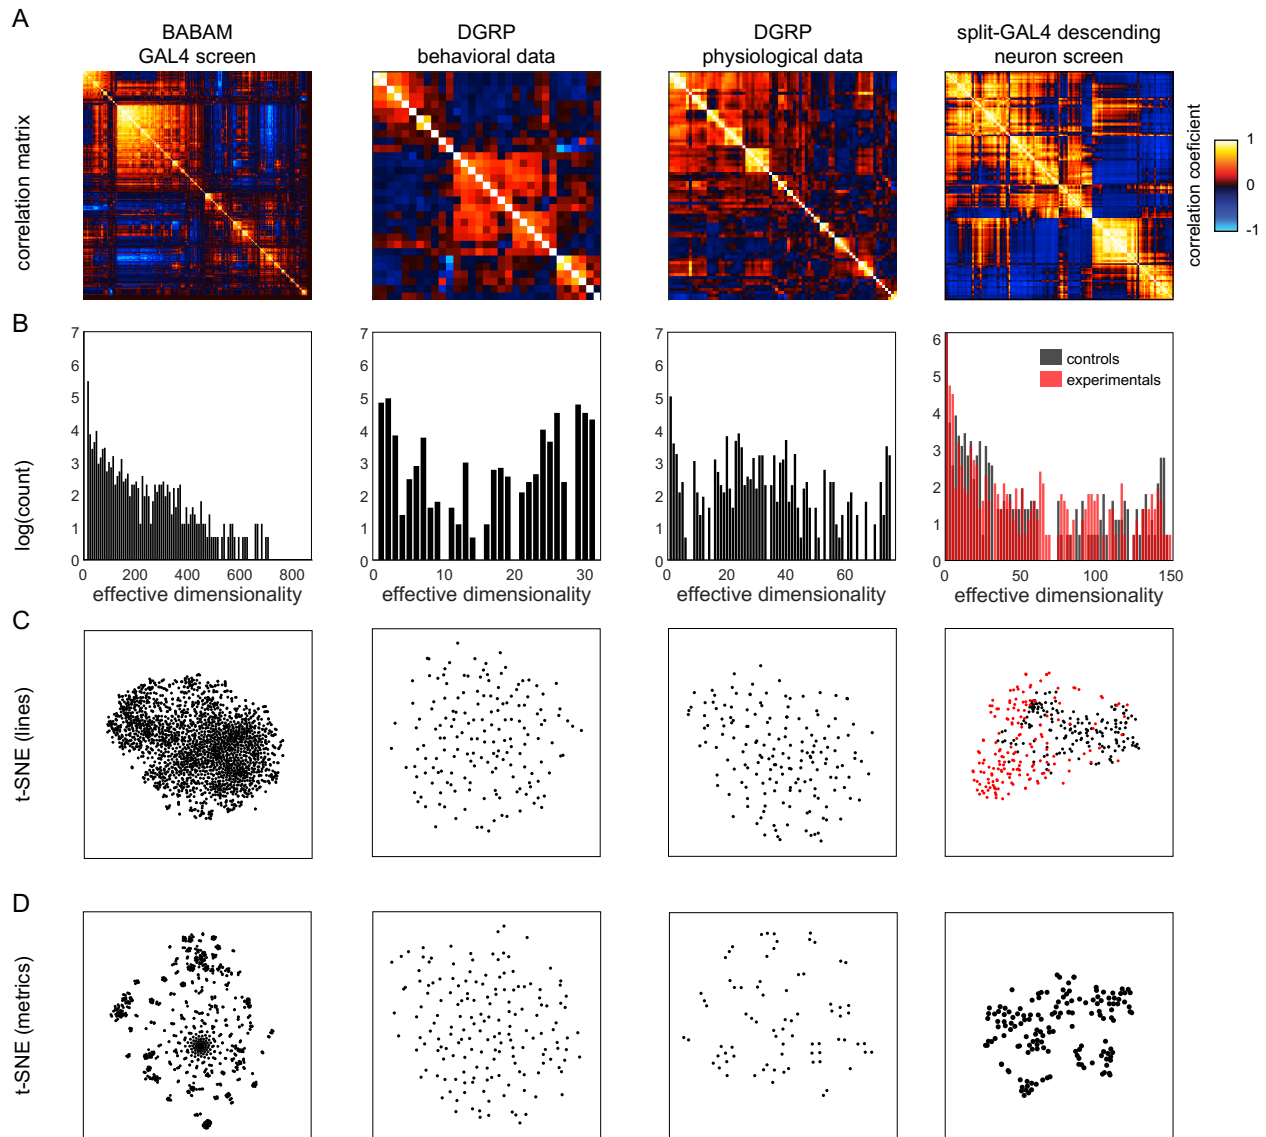 A
BABAM
GAL4 screen
DGRP
behavioral data
DGRP
physiological data
split-GAL4 descending
neuron screen
correlation matrix
correlation coeficient
1
0
-1
B
log(count)
7
6
5
4
3
2
1
0
0 200 400 600 800
effective dimensionality
7
6
5
4
3
2
1
0
0 10 20 30
effective dimensionality
7
6
5
4
3
2
1
0
0 20 40 60
effective dimensionality
6
5
4
3
2
1
0
controls
experimentals
0 50 100 150
effective dimensionality
C
t-SNE (lines)
D
t-SNE (metrics)